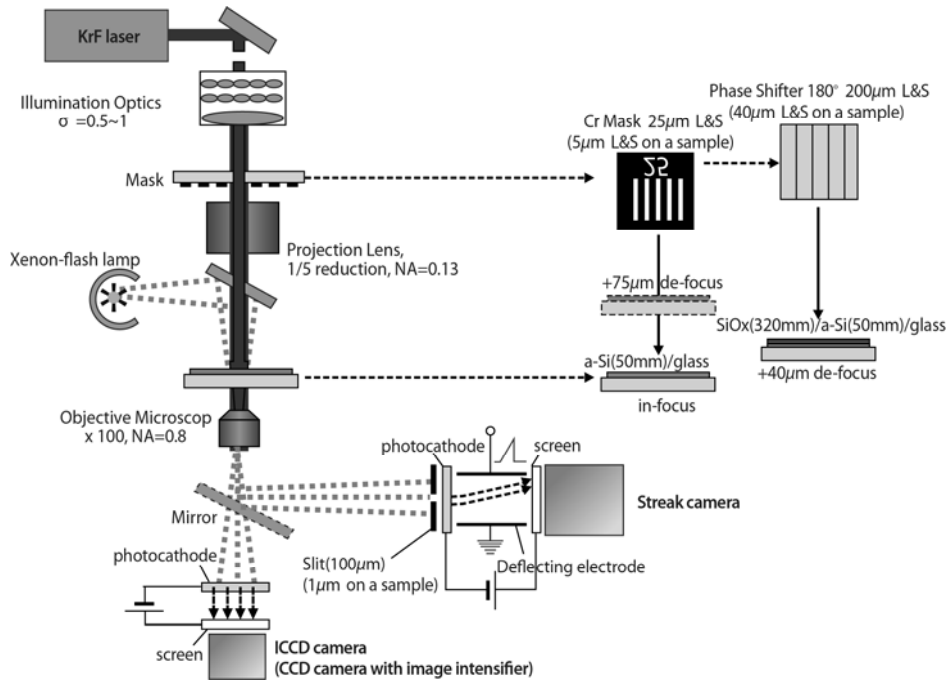 KrF laser
Illumination Optics
σ =0.5~1
Mask
Projection Lens,
1/5 reduction, NA=0.13
Xenon-flash lamp
Objective Microscop
x 100, NA=0.8
Mirror
photocathode
screen
ICCD camera
(CCD camera with image intensifier)
photocathode
screen
Streak camera
Slit(100μm)
(1μm on a sample)
Deflecting electrode
Cr Mask 25μm L&S
(5μm L&S on a sample)
25
Phase Shifter 180° 200μm L&S
(40μm L&S on a sample)
+75μm de-focus
a-Si(50mm)/glass
in-focus
SiOx(320mm)/a-Si(50mm)/glass
+40μm de-focus